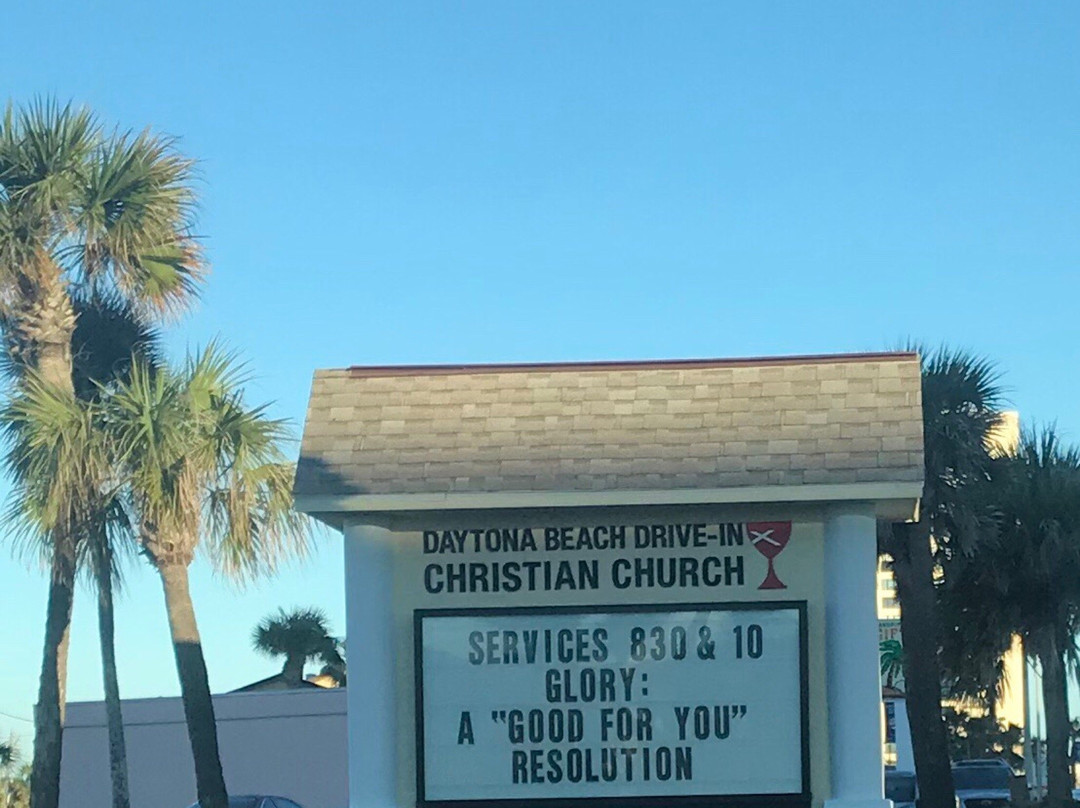 DAYTONA BEACH DRIVE-IN
CHRISTIAN CHURCH
SERVICES 830 & 10
GLORY:
A "GOOD FOR YOU"
RESOLUTION